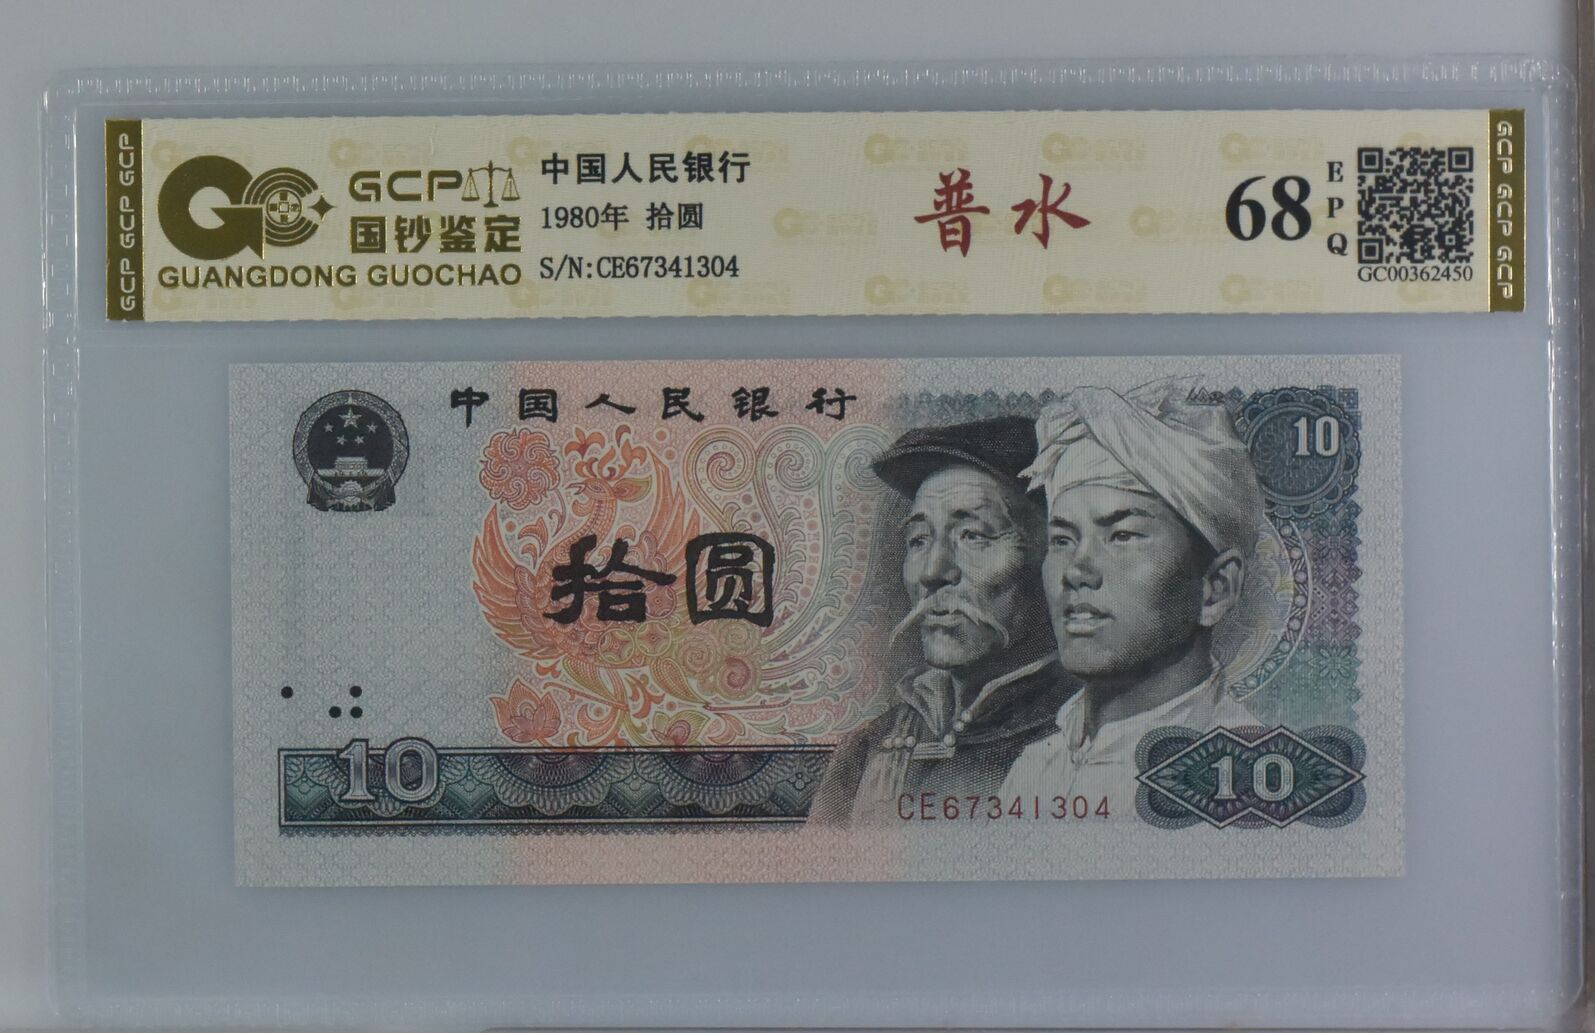 GCP GCP GCP
GCP
国钞鉴定
GUANGDONG GUOCHAO
中国人民银行
1980年 拾圆
S/N:CE67341304
普水
68
EPQ
GC00362450
GCP GCP GCP
中国人民银行
10
拾圆
10
CE67341304
10